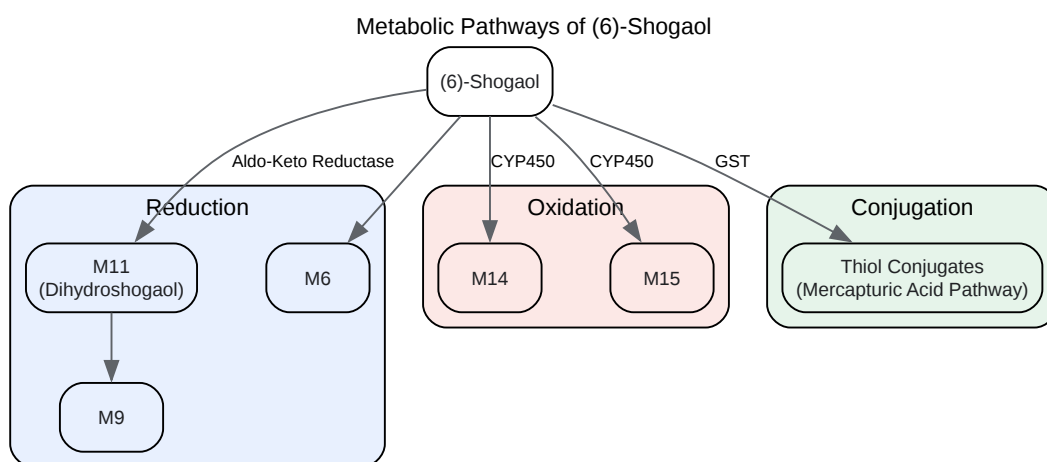 Metabolic Pathways of (6)-Shogaol
(6)-Shogaol
Aldo-Keto Reductase
CYP450
CYP450
GST
Reduction
Oxidation
Conjugation
M11
(Dihydroshogaol)
M6
M14
M15
Thiol Conjugates
(Mercapturic Acid Pathway)
M9